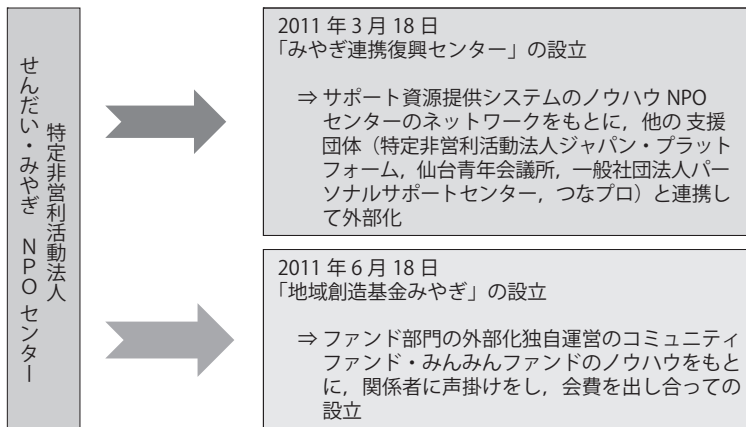 特定非営利活動法人
せんだい・みやぎ NPO センター
2011 年 3 月 18 日
「みやぎ連携復興センター」の設立
⇒ サポート資源提供システムのノウハウ NPO
センターのネットワークをもとに，他の 支援
団体（特定非営利活動法人ジャパン・プラット
フォーム，仙台青年会議所，一般社団法人パー
ソナルサポートセンター，つなプロ）と連携し
て外部化
2011 年 6 月 18 日
「地域創造基金みやぎ」の設立
⇒ ファンド部門の外部化独自運営のコミュニティ
ファンド・みんみんファンドのノウハウをもと
に，関係者に声掛けをし，会費を出し合っての
設立